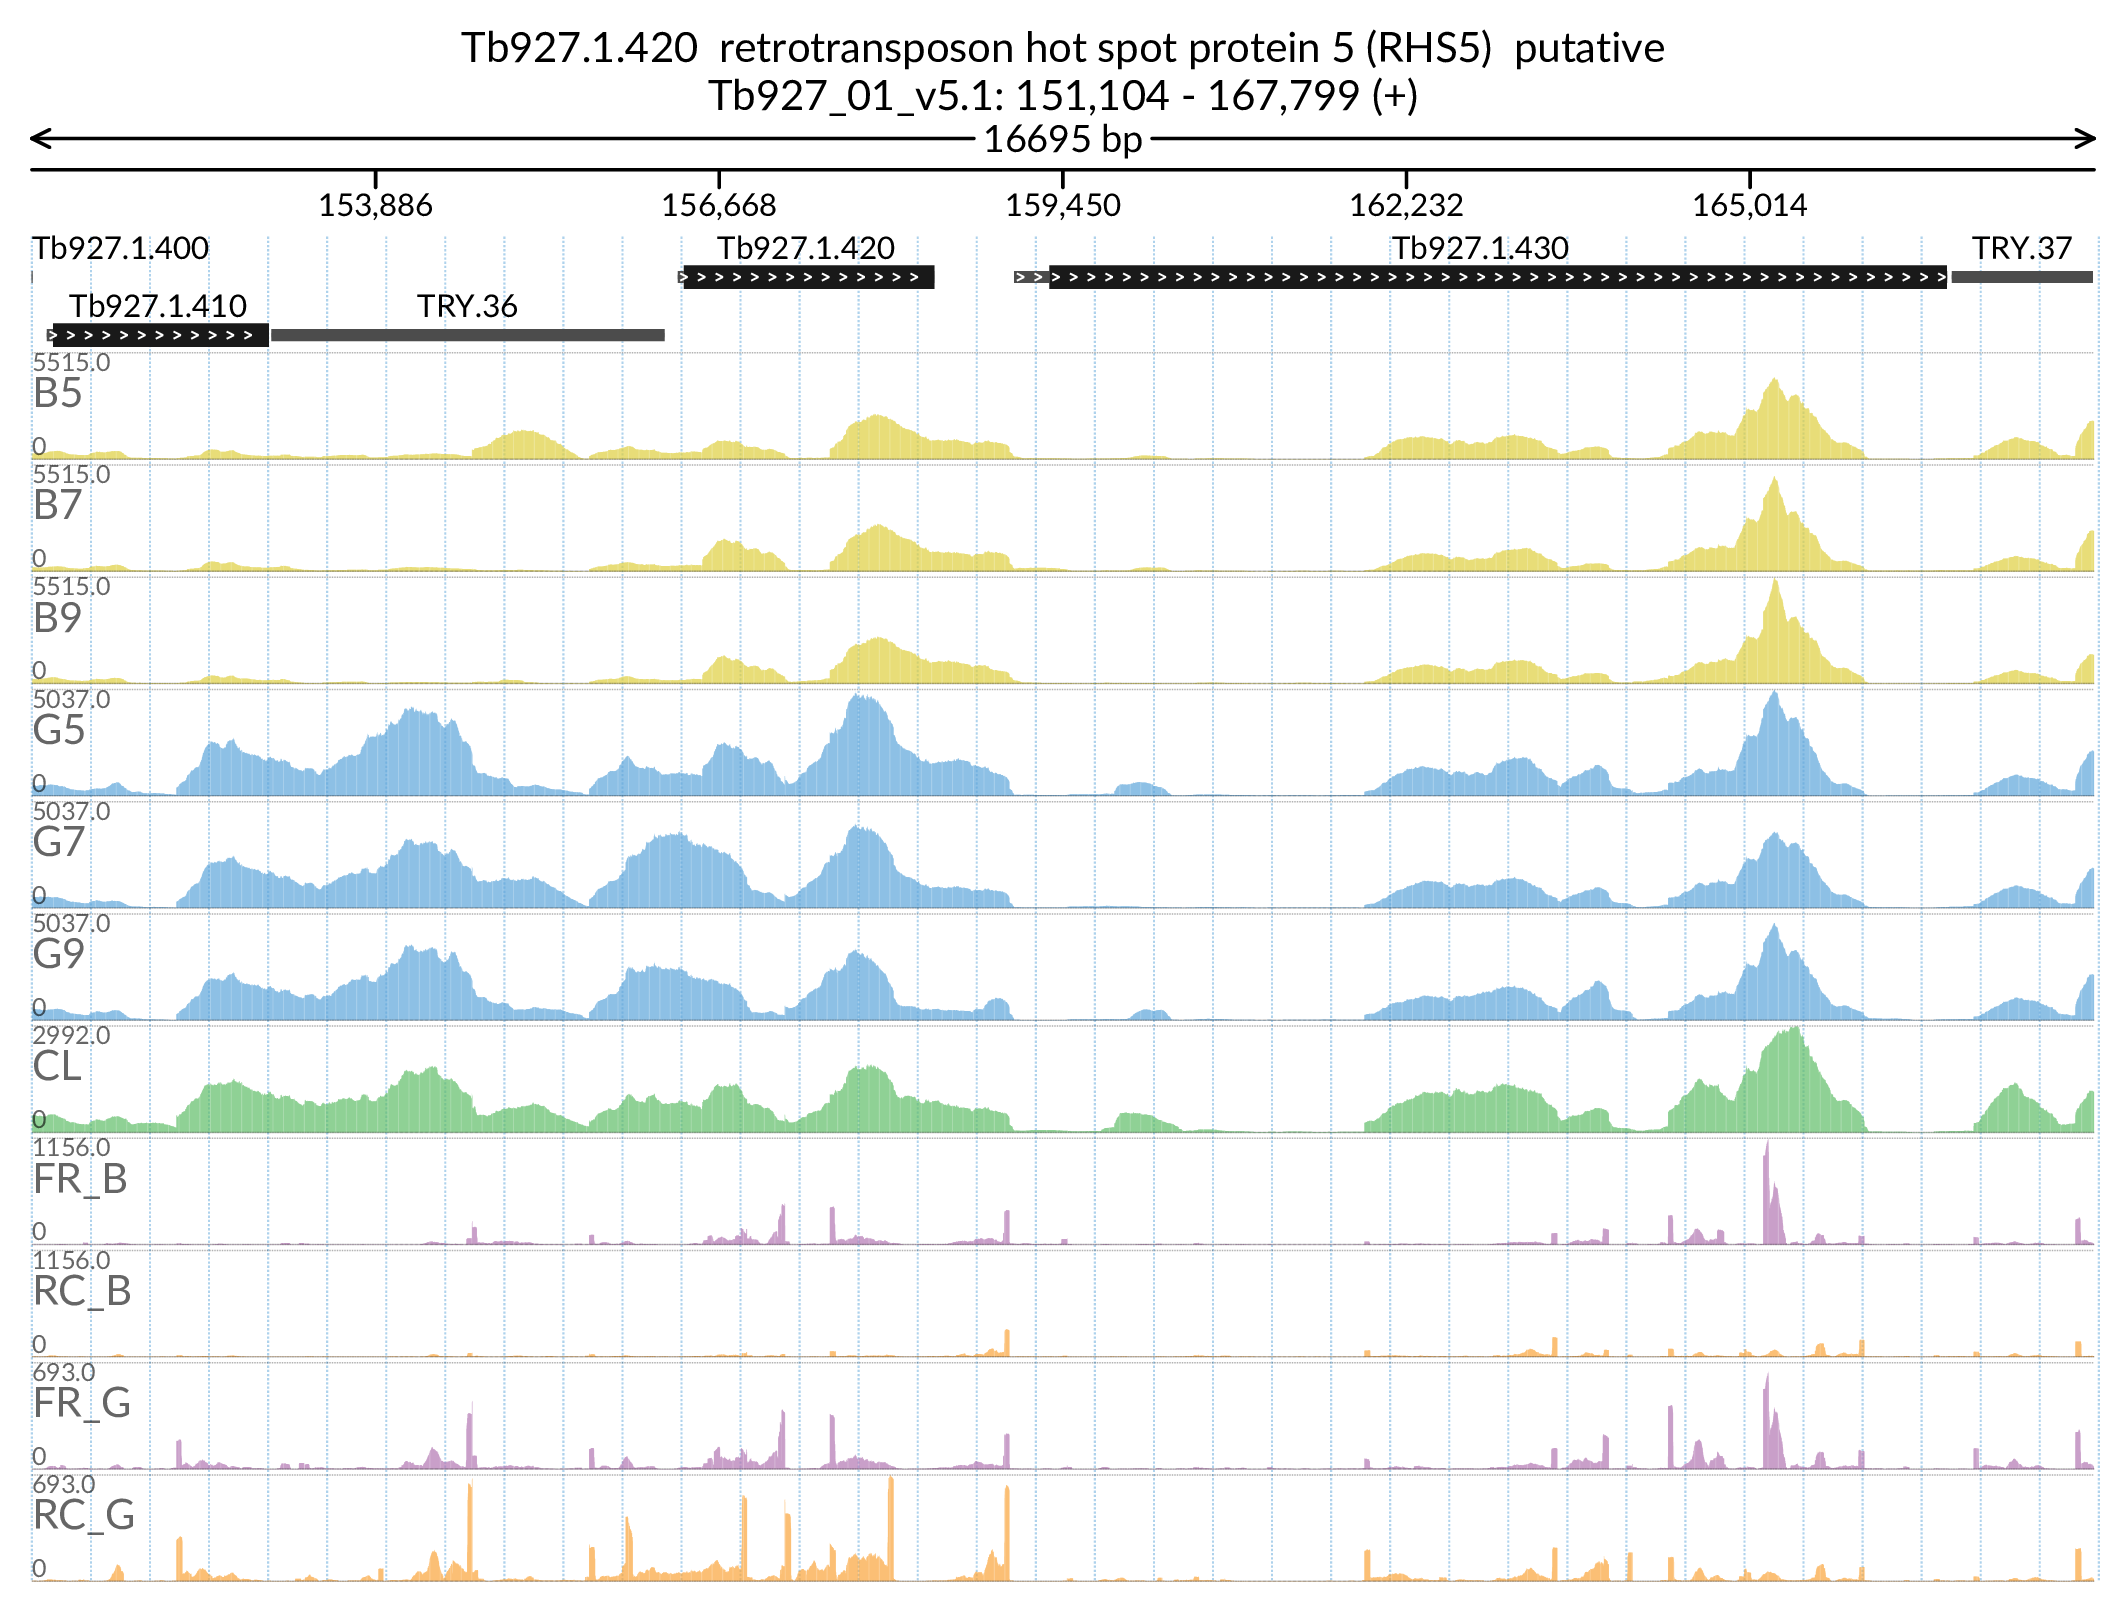 Tb927.1.420 retrotransposon hot spot protein 5 (RHS5) putative
Tb927_01_v5.1: 151,104 - 167,799 (+)
16695 bp
153,886 156,668 159,450 162,232 165,014
Tb927.1.400 Tb927.1.420 Tb927.1.430 TRY.37
Tb927.1.410 TRY.36
5515.0
B5
0
5515.0
B7
0
5515.0
B9
0
5037.0
G5
0
5037.0
G7
0
5037.0
G9
0
2992.0
CL
0
1156.0
FR_B
0
1156.0
RC_B
0
693.0
FR_G
0
693.0
RC_G
0